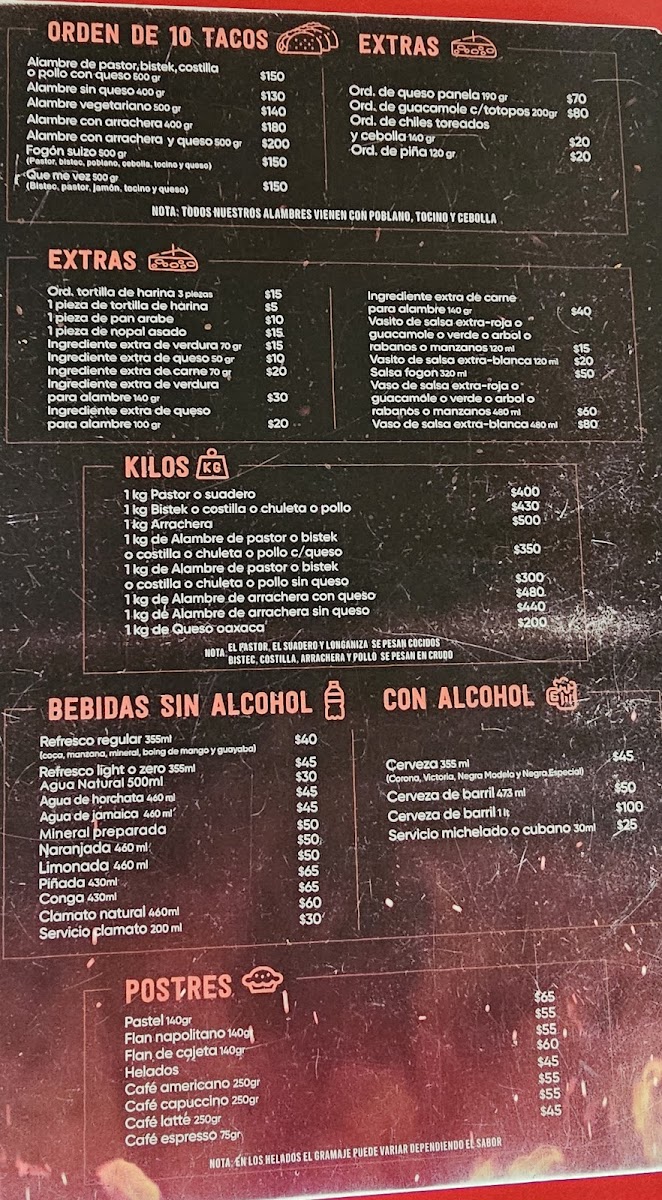 ORDEN DE 10 TACOS
Alambre de pastor, bistek, costilla
o pollo con queso 500 gr $150
Alambre sin queso 400 gr $130
Alambre vegetariano 500 gr $140
Alambre con arrachera 400 gr $180
Alambre con arrachera y queso 500 gr $200
Fogón suizo 500 gr $150
(Pastor, bistec, poblano, cebolla, tocino y queso)
Que me vez 500 gr $150
(Bistec, pastor, jamón, tocino y queso)
EXTRAS
Ord. de queso panela 190 gr $70
Ord. de guacamole c/totopos 200gr $80
Ord. de chiles toreados
y cebolla 140 gr $20
Ord. de piña 120 gr $20
NOTA: TODOS NUESTROS ALAMBRES VIENEN CON POBLANO, TOCINO Y CEBOLLA
EXTRAS
Ord. tortilla de harina 3 piezas $15
1 pieza de tortilla de harina $5
1 pieza de pan arabe $10
1 pieza de nopal asado $15
Ingrediente extra de verdura 70 gr $15
Ingrediente extra de queso 50 gr $10
Ingrediente extra de carne 70 gr $20
Ingrediente extra de verdura
para alambre 140 gr $30
Ingrediente extra de queso
para alambre 100 gr $20
Ingrediente extra de carne
para alambre 140 gr $40
Vasito de salsa extra-roja o
guacamole o verde o arbol o
rabanos o manzanos 120 ml $15
Vasito de salsa extra-blanca 120 ml $20
Salsa fogon 320 ml $50
Vaso de salsa extra-roja o
guacamole o verde o arbol o
rabanos o manzanos 480 ml $60
Vaso de salsa extra-blanca 480 ml $80
KILOS KG
1 kg Pastor o suadero $400
1 kg Bistek o costilla o chuleta o pollo $430
1 kg Arrachera $500
1 kg de Alambre de pastor o bistek
o costilla o chuleta o pollo c/queso $350
1 kg de Alambre de pastor o bistek
o costilla o chuleta o pollo sin queso $300
1 kg de Alambre de arrachera con queso $480
1 kg de Alambre de arrachera sin queso $440
1 kg de Queso oaxaca $200
NOTA: EL PASTOR, EL SUADERO Y LONGANIZA SE PESAN COCIDOS
BISTEC, COSTILLA, ARRACHERA Y POLLO SE PESAN EN CRUDO
BEBIDAS SIN ALCOHOL
Refresco regular 355ml $40
(coca, manzana, mineral, boing de mango y guayaba)
Refresco light o zero 355ml $45
Agua Natural 500ml $30
Agua de horchata 460 ml $45
Agua de jamaica 460 ml $45
Mineral preparada $50
Naranjada 460 ml $50
Limonada 460 ml $50
Piñada 430ml $65
Conga 430ml $65
Clamato natural 460ml $60
Servicio clamato 200 ml $30
CON ALCOHOL
Cerveza 355 ml $45
(Corona, Victoria, Negra Modelo y Negra Especial)
Cerveza de barril 473 ml $50
Cerveza de barril 1 lt $100
Servicio michelado o cubano 30ml $25
POSTRES
Pastel 140gr $65
Flan napolitano 140gr $55
Flan de cajeta 140gr $55
Helados $60
Café americano 250gr $45
Café capuccino 250gr $55
Café latté 250gr $55
Café espresso 75gr $45
NOTA: EN LOS HELADOS EL GRAMAJE PUEDE VARIAR DEPENDIENDO EL SABOR